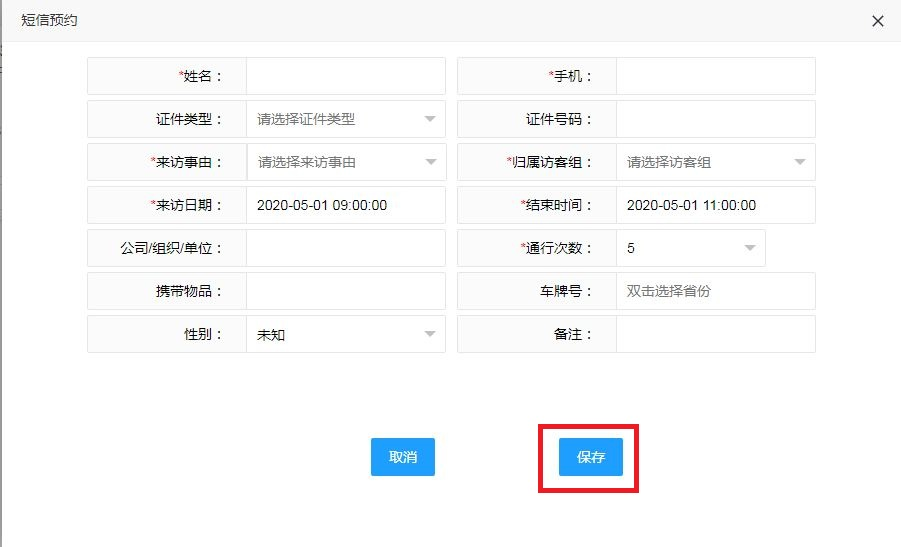 短信预约
*姓名：
*手机：
证件类型： 请选择证件类型
证件号码：
*来访事由： 请选择来访事由
*归属访客组： 请选择访客组
*来访日期： 2020-05-01 09:00:00
*结束时间： 2020-05-01 11:00:00
公司/组织/单位：
*通行次数： 5
携带物品：
车牌号： 双击选择省份
性别： 未知
备注：
取消
保存